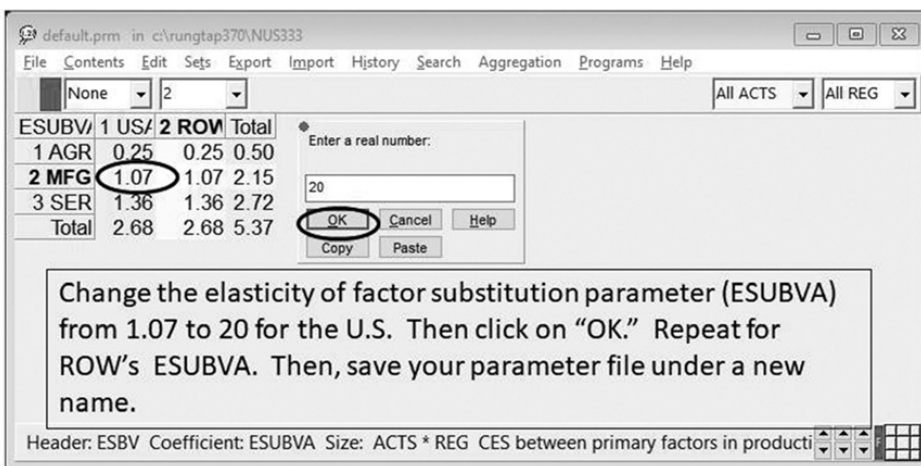 default.prm in c:\rungtap370\NUS333
File Contents Edit Sets Export Import History Search Aggregation Programs Help
None 2 All ACTS All REG
ESUBV/ 1 USA 2 ROW Total
1 AGR 0.25 0.25 0.50
2 MFG 1.07 1.07 2.15
3 SER 1.36 1.36 2.72
Total 2.68 2.68 5.37
Enter a real number:
20
OK Cancel Help
Copy Paste
Change the elasticity of factor substitution parameter (ESUBVA)
from 1.07 to 20 for the U.S. Then click on “OK.” Repeat for
ROW’s ESUBVA. Then, save your parameter file under a new
name.
Header: ESBV Coefficient: ESUBVA Size: ACTS * REG CES between primary factors in producti
F